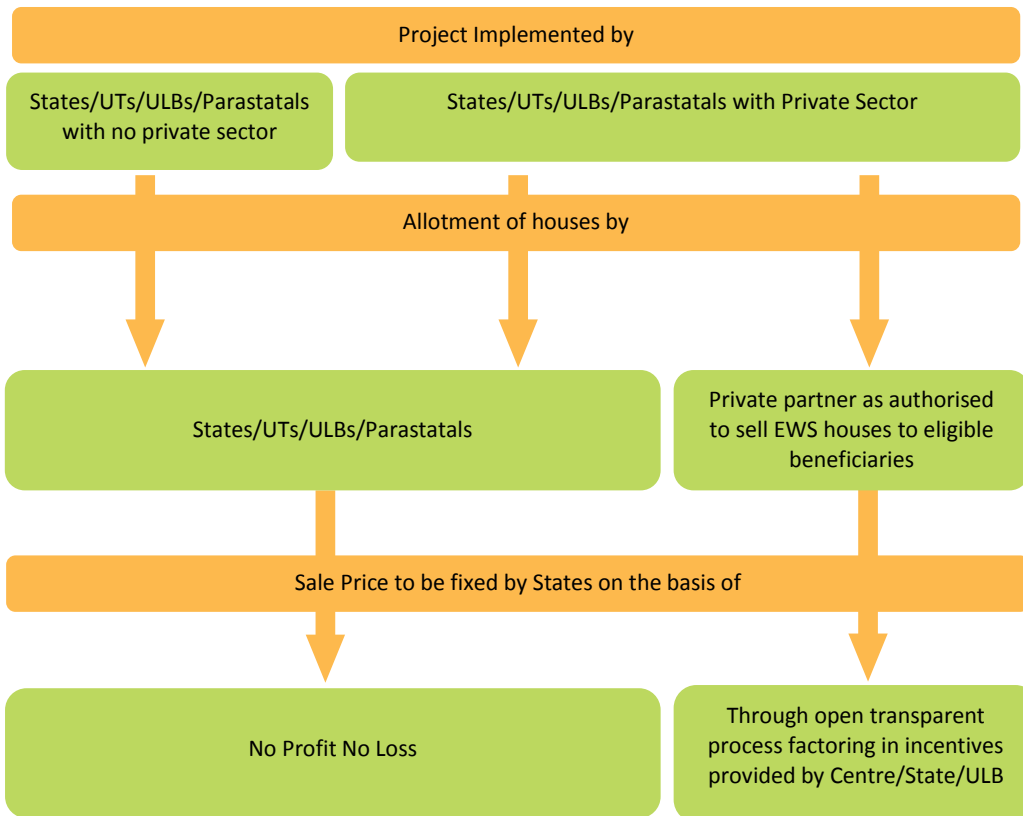 Project Implemented by
States/UTs/ULBs/Parastatals
with no private sector
States/UTs/ULBs/Parastatals with Private Sector
Allotment of houses by
States/UTs/ULBs/Parastatals
Private partner as authorised
to sell EWS houses to eligible
beneficiaries
Sale Price to be fixed by States on the basis of
No Profit No Loss
Through open transparent
process factoring in incentives
provided by Centre/State/ULB